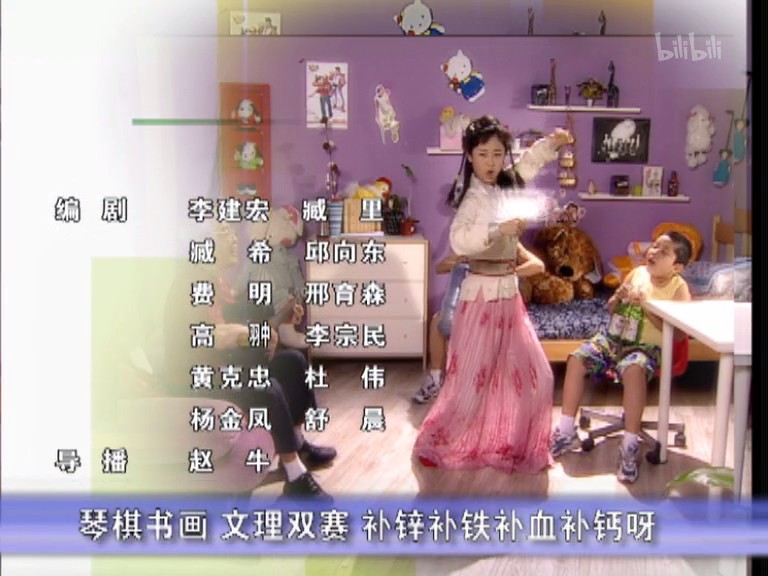 bilibili
编剧 李建宏 臧里
臧希 邱向东
费明 邢育森
高翀 李宗民
黄克忠 杜伟
杨金凤 舒晨
导播 赵牛
琴棋书画 文理双赛 补锌补铁补血补钙呀